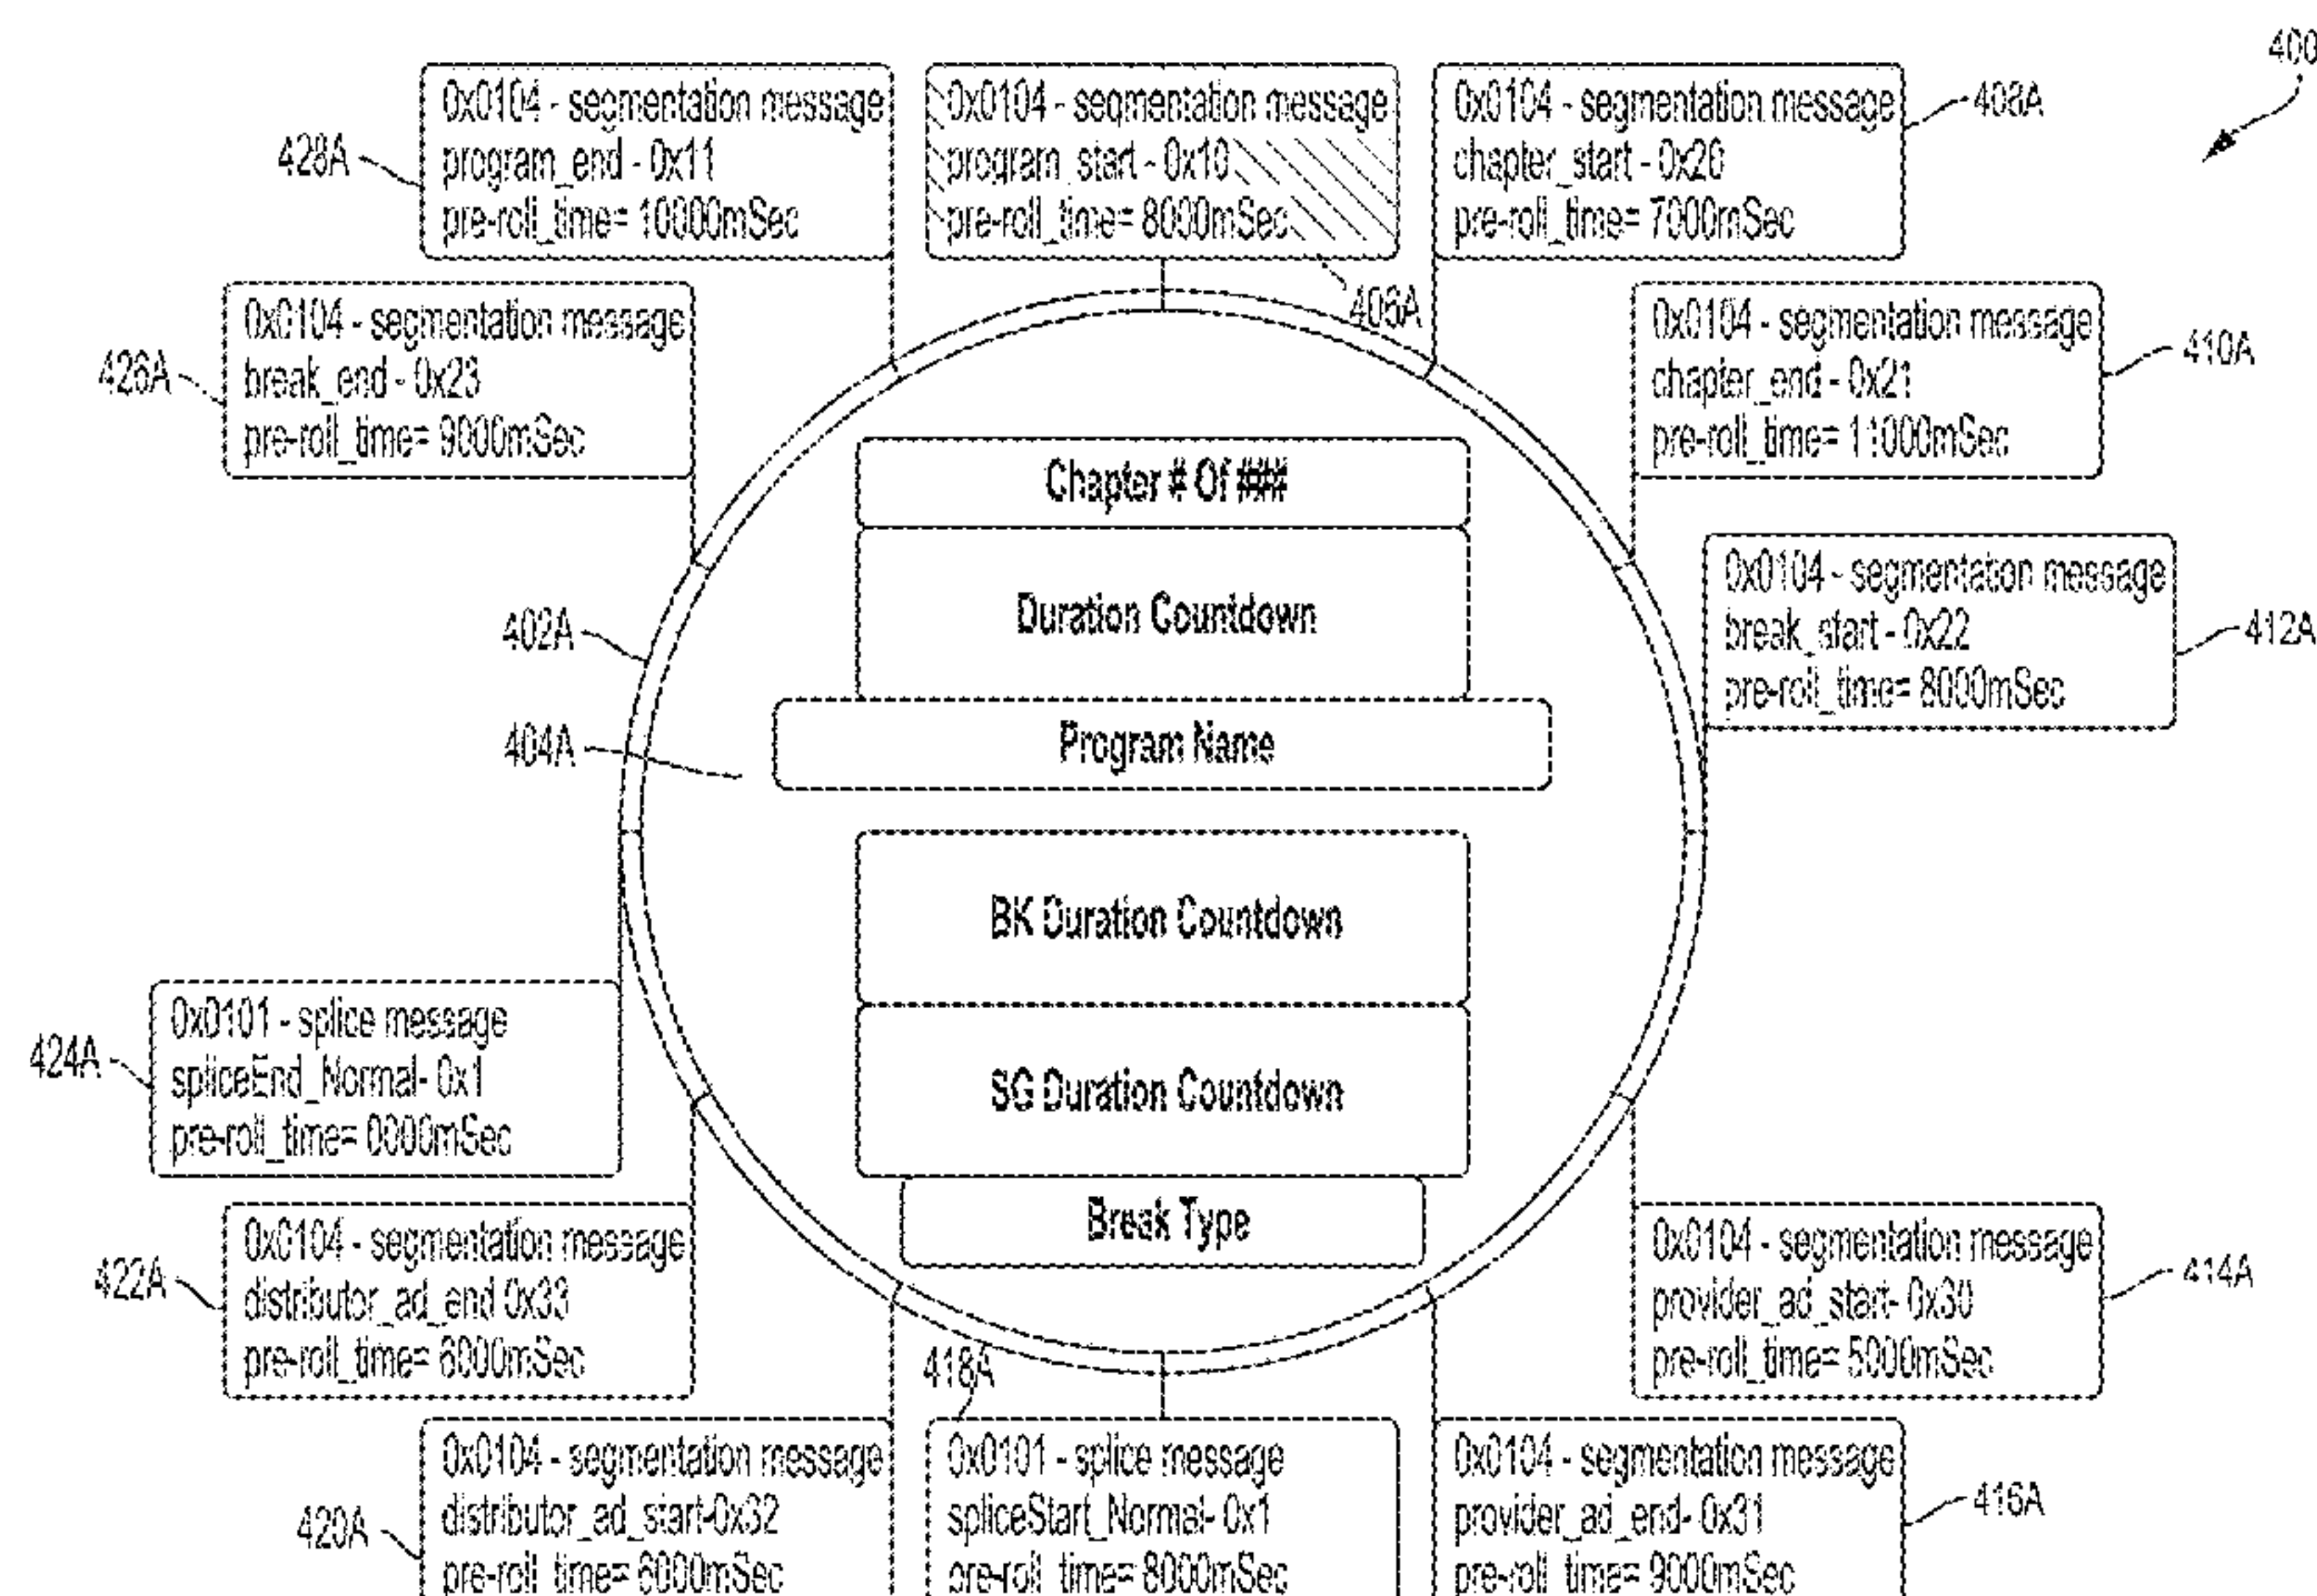 400
0x0104 - segmentation message
program_end - 0x11
pre-roll_time= 10000mSec
428A
0x0104 - segmentation message
program_start - 0x10
pre-roll_time= 8000mSec
406A
0x0104 - segmentation message
chapter_start - 0x20
pre-roll_time= 7000mSec
408A
0x0104 - segmentation message
break_end - 0x23
pre-roll_time= 9000mSec
426A
0x0104 - segmentation message
chapter_end - 0x21
pre-roll_time= 11000mSec
410A
0x0104 - segmentation message
break_start - 0x22
pre-roll_time= 8000mSec
412A
402A
404A
Chapter # Of ###
Duration Countdown
Program Name
BK Duration Countdown
SG Duration Countdown
Break Type
0x0101 - splice message
spliceEnd_Normal- 0x1
pre-roll_time= 0000mSec
424A
0x0104 - segmentation message
distributor_ad_end 0x33
pre-roll_time= 6000mSec
422A
0x0104 - segmentation message
provider_ad_start- 0x30
pre-roll_time= 5000mSec
414A
0x0104 - segmentation message
distributor_ad_start-0x32
pre-roll_time= 6000mSec
420A
418A
0x0101 - splice message
spliceStart_Normal- 0x1
pre-roll_time= 8000mSec
0x0104 - segmentation message
provider_ad_end- 0x31
pre-roll_time= 9000mSec
416A